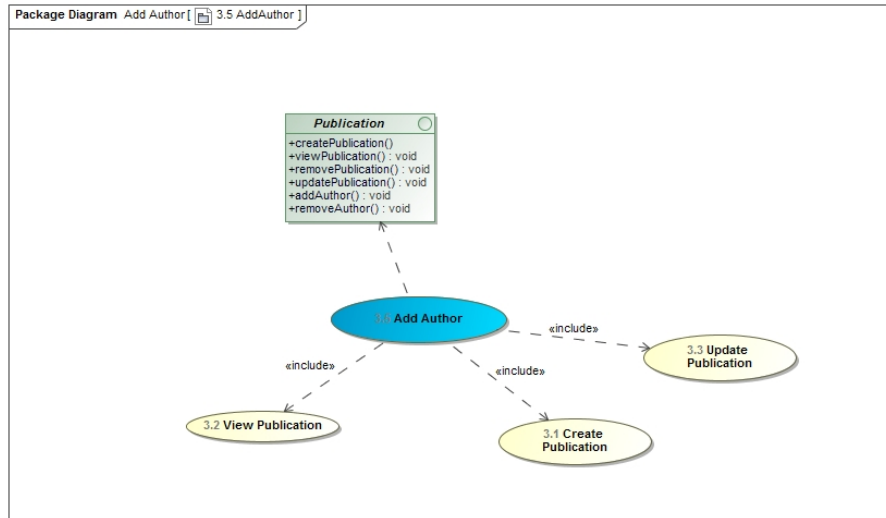 Package Diagram Add Author [ 3.5 AddAuthor ]
Publication
+createPublication()
+viewPublication() : void
+removePublication() : void
+updatePublication() : void
+addAuthor() : void
+removeAuthor() : void
Add Author
«include»
3.3 Update
Publication
«include»
«include»
3.2 View Publication
3.1 Create
Publication